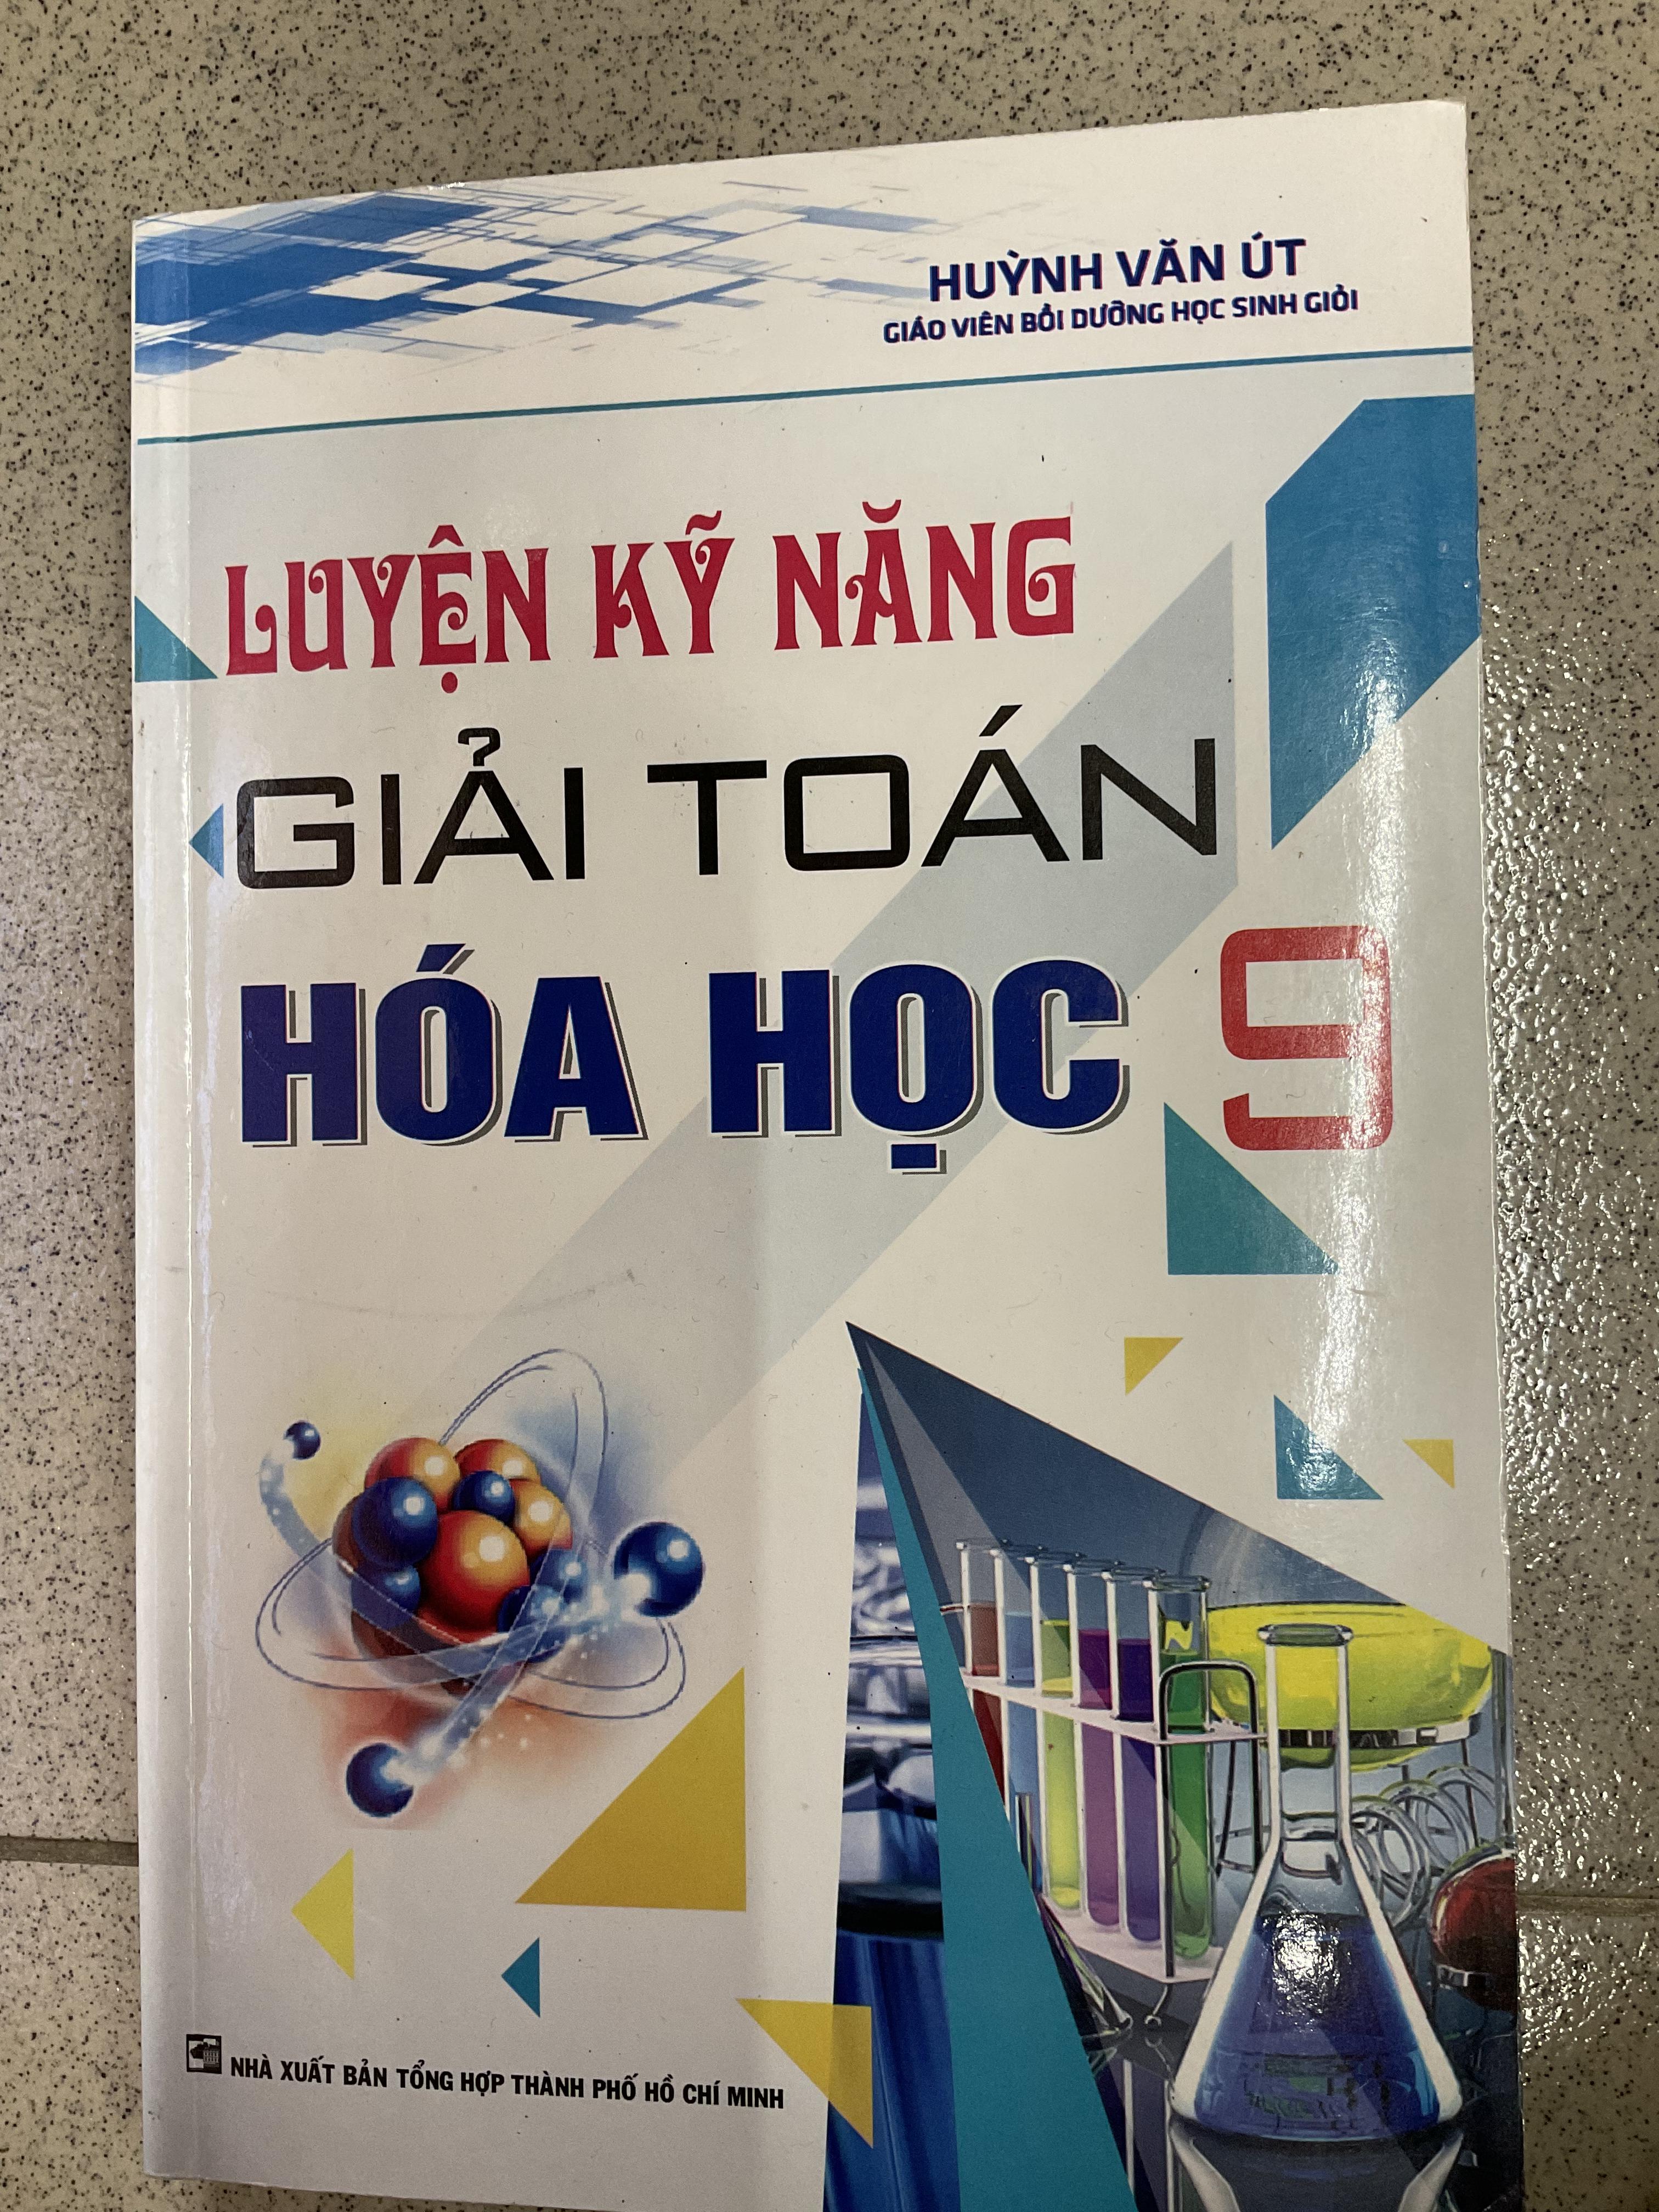 HUỲNH VĂN ÚT
GIÁO VIÊN BỒI DƯỠNG HỌC SINH GIỎI
LUYỆN KỸ NĂNG
GIẢI TOÁN
HÓA HỌC 9
NHÀ XUẤT BẢN TỔNG HỢP THÀNH PHỐ HỒ CHÍ MINH